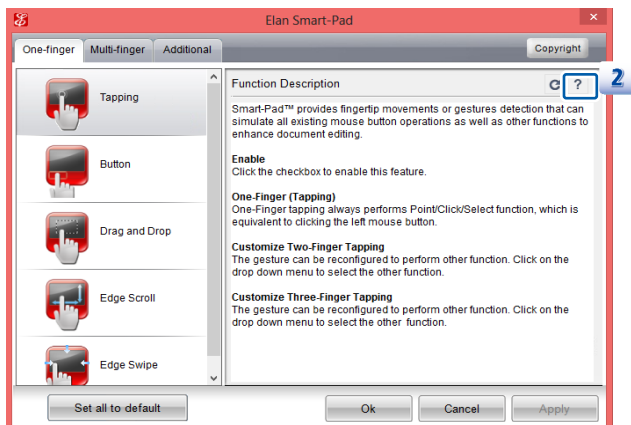 Elan Smart-Pad
One-finger Multi-finger Additional Copyright
Tapping
Button
Drag and Drop
Edge Scroll
Edge Swipe
Function Description ?
2
Smart-Pad™ provides fingertip movements or gestures detection that can
simulate all existing mouse button operations as well as other functions to
enhance document editing.
Enable
Click the checkbox to enable this feature.
One-Finger (Tapping)
One-Finger tapping always performs Point/Click/Select function, which is
equivalent to clicking the left mouse button.
Customize Two-Finger Tapping
The gesture can be reconfigured to perform other function. Click on the
drop down menu to select the other function.
Customize Three-Finger Tapping
The gesture can be reconfigured to perform other function. Click on the
drop down menu to select the other function.
Set all to default Ok Cancel Apply